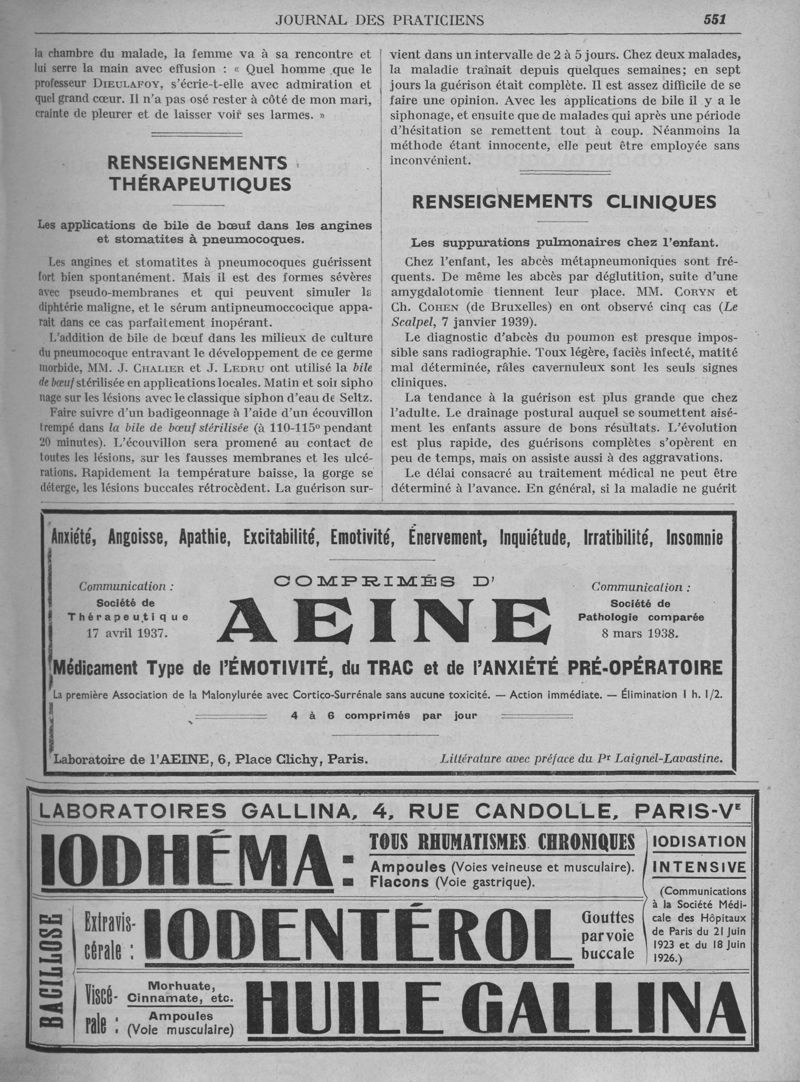 JOURNAL DES PRATICIENS
551
la chambre du malade, la femme va à sa rencontre et
lui serre la main avec effusion : « Quel homme que le
professeur DIEULAFOY, s'écrie-t-elle avec admiration et
quel grand cœur. Il n'a pas osé rester à côté de mon mari,
crainte de pleurer et de laisser voir ses larmes. »
RENSEIGNEMENTS
THÉRAPEUTIQUES
Les applications de bile de bœuf dans les angines
et stomatites à pneumocoques.
Les angines et stomatites à pneumocoques guérissent
fort bien spontanément. Mais il est des formes sévères
avec pseudo-membranes et qui peuvent simuler la
diphtérie maligne, et le sérum antipneumoccocique appa-
raît dans ce cas parfaitement inopérant.
L'addition de bile de bœuf dans les milieux de culture
du pneumocoque entravant le développement de ce germe
morbide, MM. J. CHALIER et J. LEDRU ont utilisé la bile
de bœuf stérilisée en applications locales. Matin et soir sipho
nage sur les lésions avec le classique siphon d'eau de Seltz.
Faire suivre d'un badigeonnage à l'aide d'un écouvillon
trempé dans la bile de bœuf stérilisée (à 110-115° pendant
20 minutes). L'écouvillon sera promené au contact de
toutes les lésions, sur les fausses membranes et les ulcé-
rations. Rapidement la température baisse, la gorge se
déterge, les lésions buccales rétrocèdent. La guérison sur-
vient dans un intervalle de 2 à 5 jours. Chez deux malades,
la maladie traînait depuis quelques semaines; en sept
jours la guérison était complète. Il est assez difficile de se
faire une opinion. Avec les applications de bile il y a le
siphonage, et ensuite que de malades qui après une période
d'hésitation se remettent tout à coup. Néanmoins la
méthode étant innocente, elle peut être employée sans
inconvénient.
RENSEIGNEMENTS CLINIQUES
Les suppurations pulmonaires chez l'enfant.
Chez l'enfant, les abcès métapneumoniques sont fré-
quents. De même les abcès par déglutition, suite d'une
amygdalotomie tiennent leur place. MM. CORYN et
Ch. COHEN (de Bruxelles) en ont observé cinq cas (Le
Scalpel, 7 janvier 1939).
Le diagnostic d'abcès du poumon est presque impos-
sible sans radiographie. Toux légère, faciès infecté, matité
mal déterminée, râles caverneux sont les seuls signes
cliniques.
La tendance à la guérison est plus grande que chez
l'adulte. Le drainage postural auquel se soumettent aisé-
ment les enfants assure de bons résultats. L'évolution
est plus rapide, des guérisons complètes s'opèrent en
peu de temps, mais on assiste aussi à des aggravations.
Le délai consacré au traitement médical ne peut être
déterminé à l'avance. En général, si la maladie ne guérit
Anxiété, Angoisse, Apathie, Excitabilité, Emotivité, Énervement, Inquiétude, Irratibilité, Insomnie
Communication :
Société de
Thérapeutique
17 avril 1937.
COMPRIMÉS D'
AEINE
Communication :
Société de
Pathologie comparée
8 mars 1938.
Médicament Type de l'ÉMOTIVITÉ, du TRAC et de l'ANXIÉTÉ PRÉ-OPÉRATOIRE
La première Association de la Malonylurée avec Cortico-Surrénale sans aucune toxicité. — Action immédiate. — Élimination 1 h. 1/2.
4 à 6 comprimés par jour
Laboratoire de l'AEINE, 6, Place Clichy, Paris.
Littérature avec préface du Pr Laignel-Lavastine.
LABORATOIRES GALLINA, 4, RUE CANDOLLE, PARIS-VE
IODHÉMA :
TOUS RHUMATISMES CHRONIQUES
Ampoules (Voies veineuse et musculaire).
Flacons (Voie gastrique).
IODISATION
INTENSIVE
(Communications
à la Société Médi-
cale des Hôpitaux
de Paris du 21 Juin
1923 et du 18 Juin
1926.)
BACILLOSE
Extravis-
cérale :
IODENTÉROL
Gouttes
par voie
buccale
Viscé-
rale :
Morhuate,
Cinnamate, etc.
Ampoules
(Voie musculaire)
HUILE GALLINA